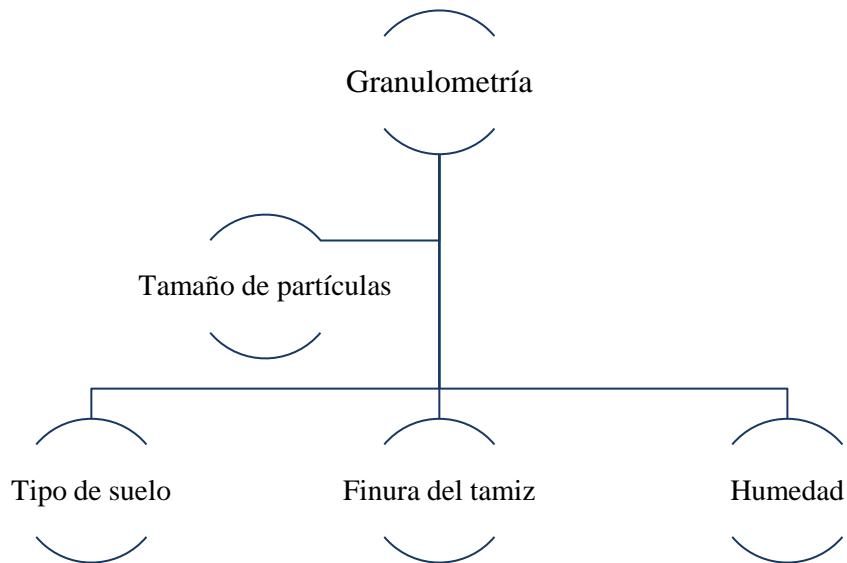 Granulometría
Tamaño de partículas
Tipo de suelo
Finura del tamiz
Humedad